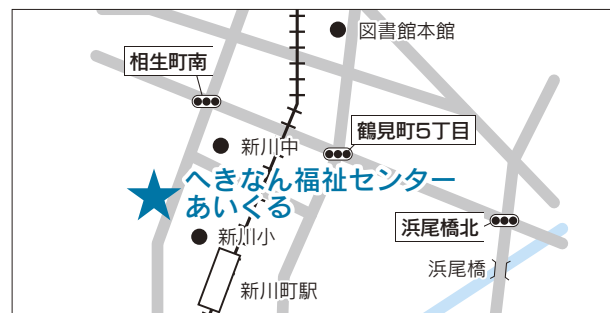 図書館本館
相生町南
鶴見町5丁目
新川中
へきなん福祉センター
あいくる
浜尾橋北
新川小
浜尾橋
新川町駅